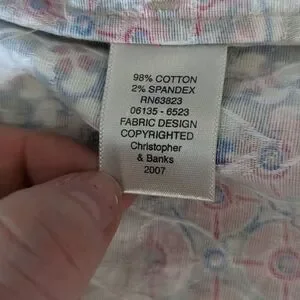 98% COTTON
2% SPANDEX
RN63823
06135 - 6523
FABRIC DESIGN
COPYRIGHTED
Christopher
& Banks
2007